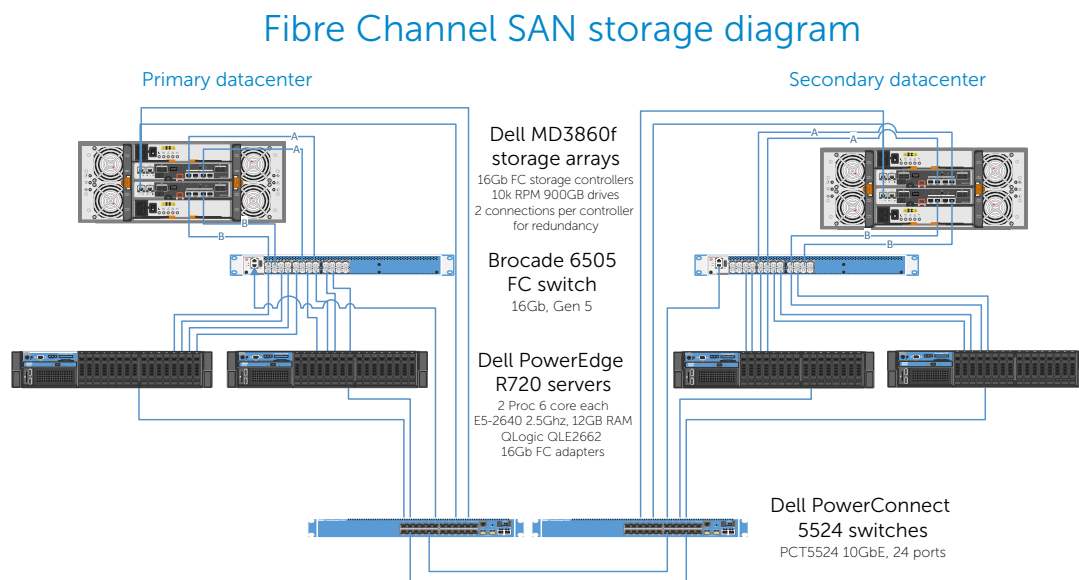 Fibre Channel SAN storage diagram
Primary datacenter
Secondary datacenter
A
A
B
B
Dell MD3860f
storage arrays
16Gb FC storage controllers
10k RPM 900GB drives
2 connections per controller
for redundancy
A
A
B
B
Brocade 6505
FC switch
16Gb, Gen 5
Dell PowerEdge
R720 servers
2 Proc 6 core each
E5-2640 2.5Ghz, 12GB RAM
QLogic QLE2662
16Gb FC adapters
Dell PowerConnect
5524 switches
PCT5524 10GbE, 24 ports